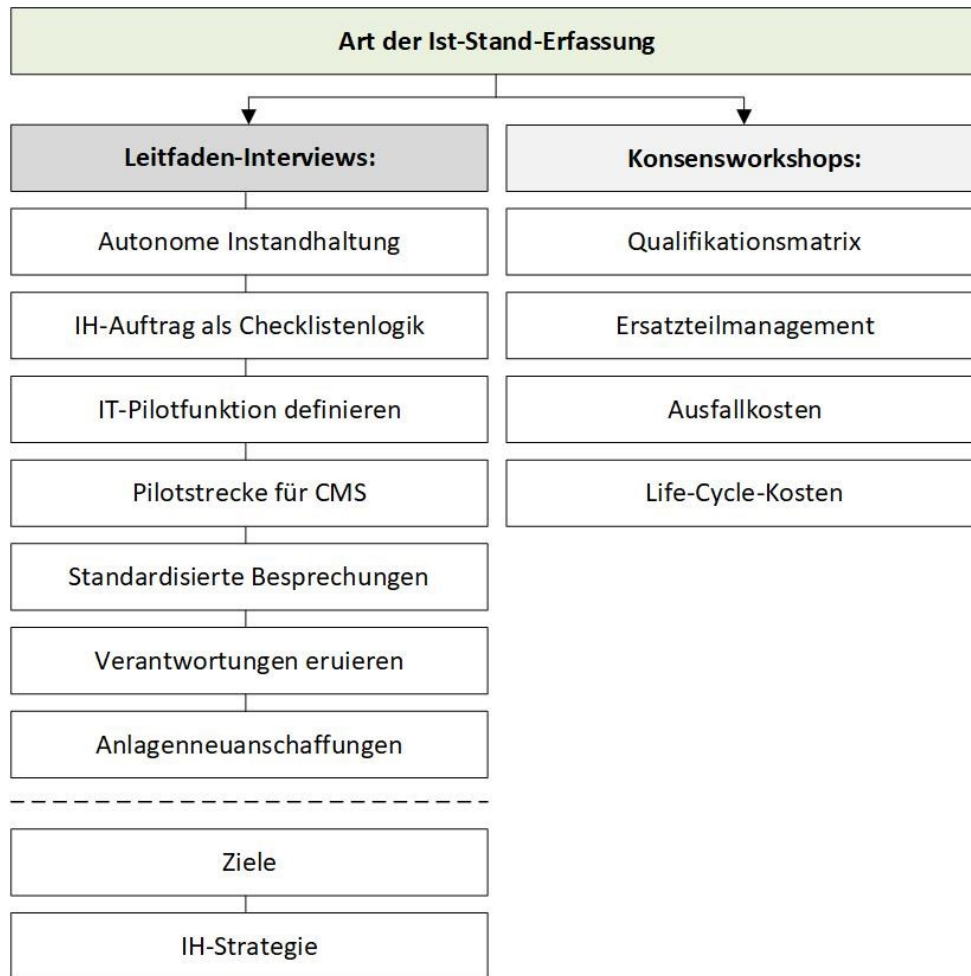 Art der Ist-Stand-Erfassung
Leitfaden-Interviews:
Autonome Instandhaltung
IH-Auftrag als Checklistenlogik
IT-Pilotfunktion definieren
Pilotstrecke für CMS
Standardisierte Besprechungen
Verantwortungen eruieren
Anlagenneuanschaffungen
Ziele
IH-Strategie
Konsensworkshops:
Qualifikationsmatrix
Ersatzteilmanagement
Ausfallkosten
Life-Cycle-Kosten